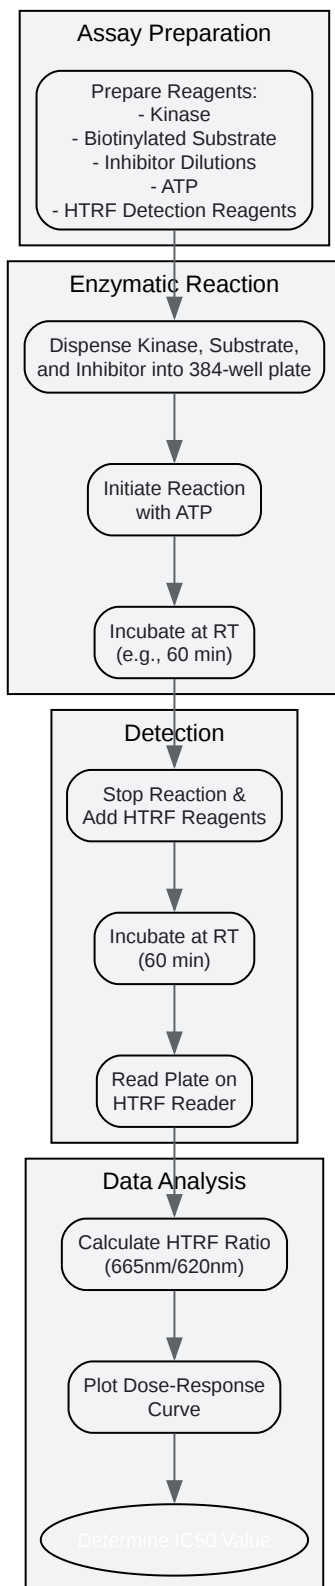 Assay Preparation
Prepare Reagents:
- Kinase
- Biotinylated Substrate
- Inhibitor Dilutions
- ATP
- HTRF Detection Reagents
Enzymatic Reaction
Dispense Kinase, Substrate,
and Inhibitor into 384-well plate
Initiate Reaction
with ATP
Incubate at RT
(e.g., 60 min)
Detection
Stop Reaction &
Add HTRF Reagents
Incubate at RT
(60 min)
Read Plate on
HTRF Reader
Data Analysis
Calculate HTRF Ratio
(665nm/620nm)
Plot Dose-Response
Curve
Determine IC50 Value